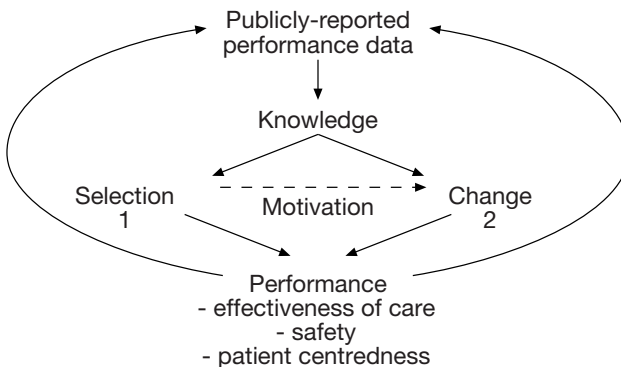 Publicly-reported
performance data
Knowledge
Selection
1
Motivation
Change
2
Performance
- effectiveness of care
- safety
- patient centredness